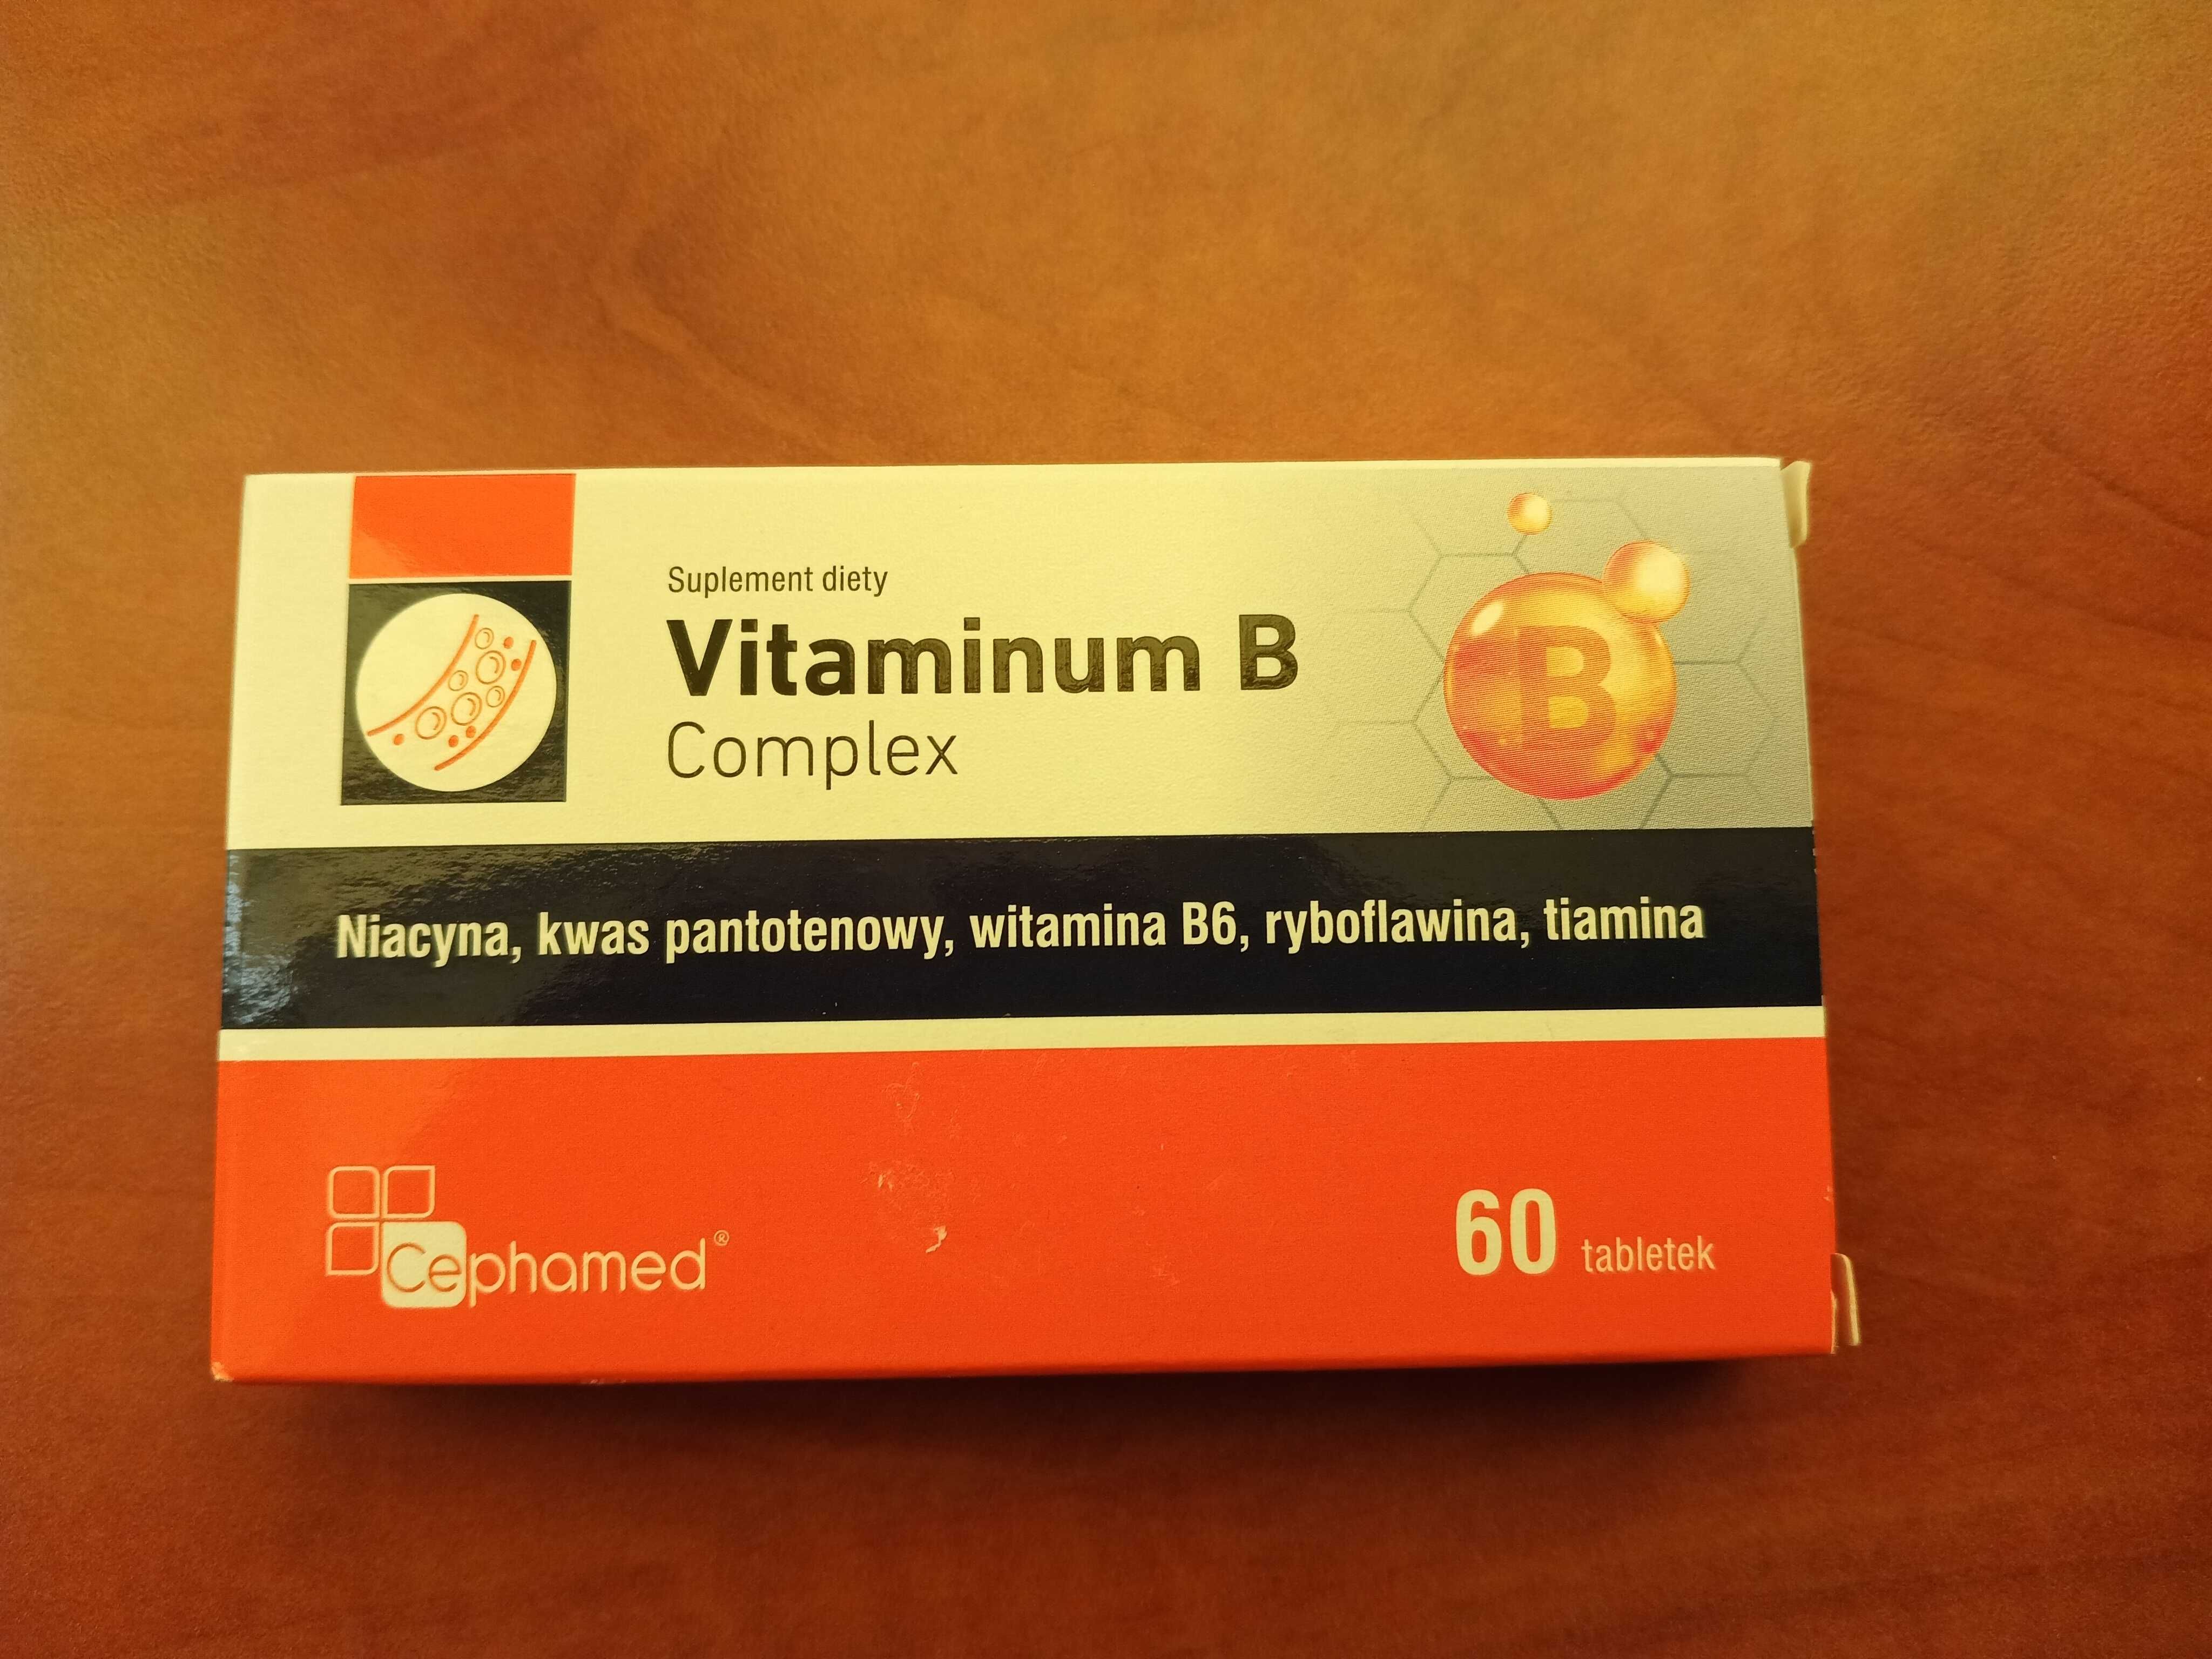 Suplement diety
Vitaminum B
Complex
B
Niacyna, kwas pantotenowy, witamina B6, ryboflawina, tiamina
Cephamed®
60 tabletek